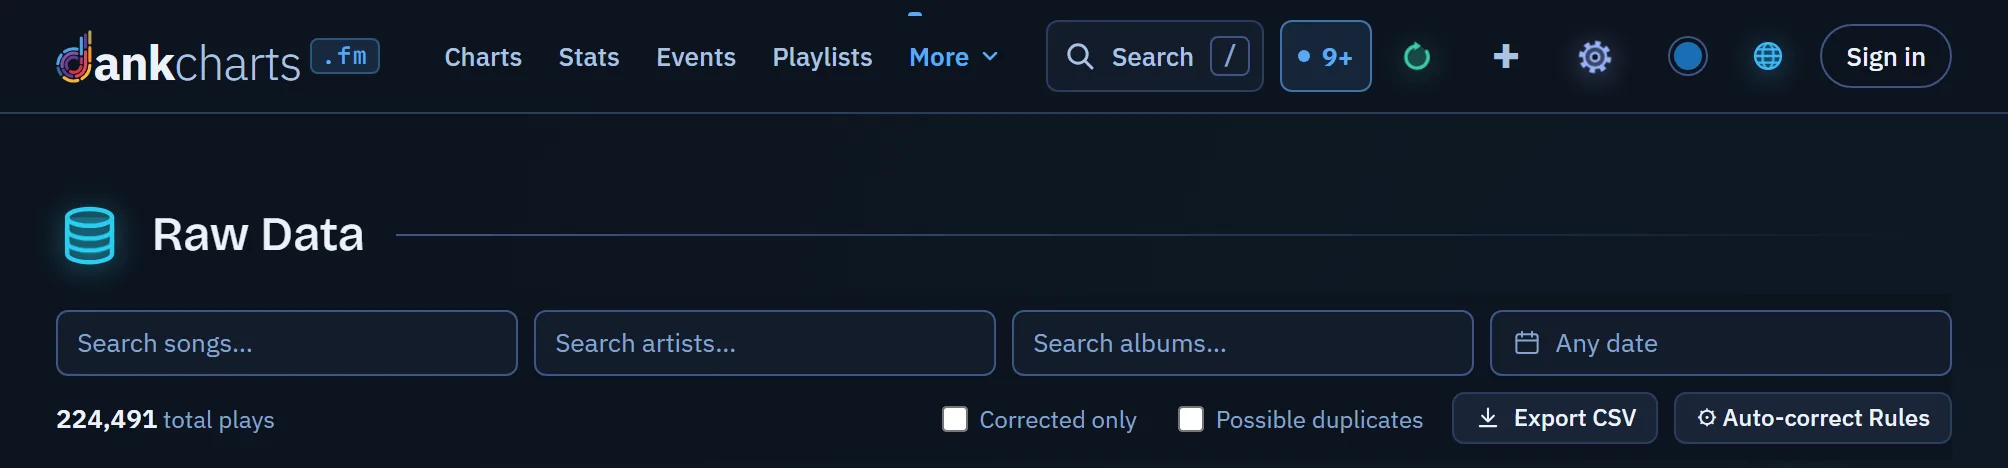 dankcharts .fm Charts Stats Events Playlists More Search / 9+ Sign in
Raw Data
Search songs... Search artists... Search albums... Any date
224,491 total plays Corrected only Possible duplicates Export CSV Auto-correct Rules